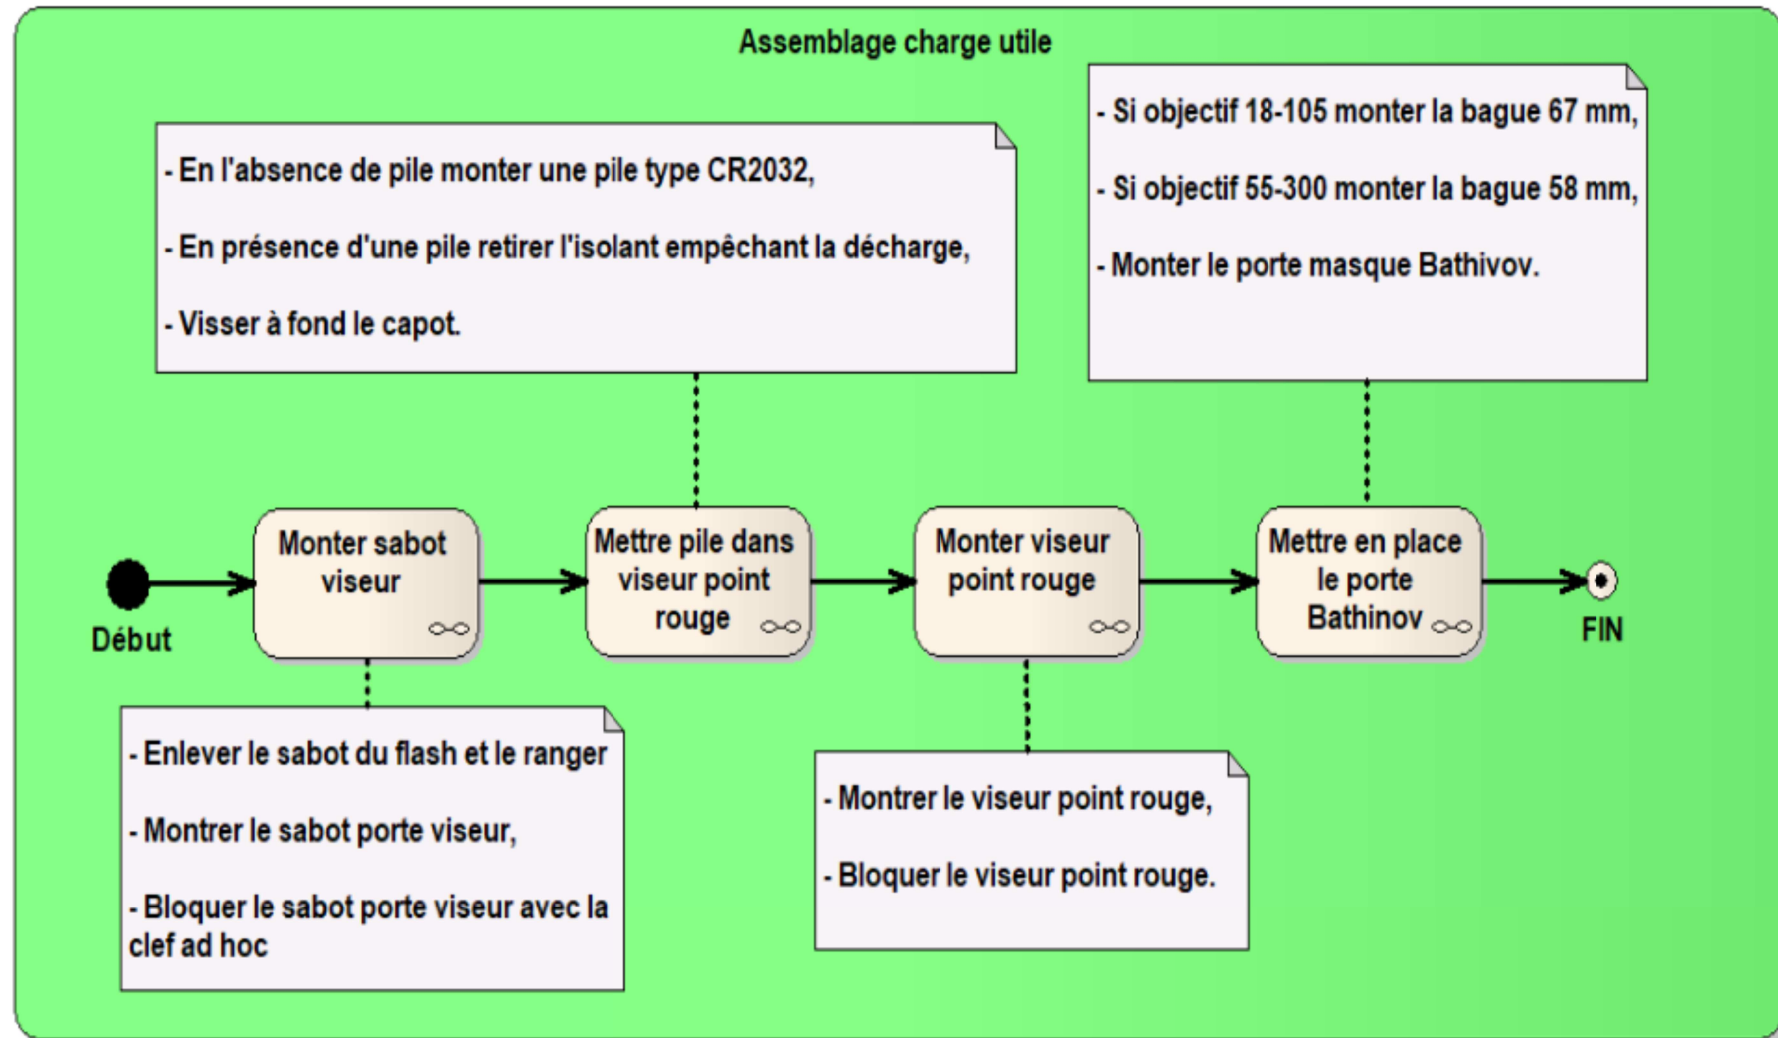 Assemblage charge utile
- En l'absence de pile monter une pile type CR2032,
- En présence d'une pile retirer l'isolant empêchant la décharge,
- Visser à fond le capot.
- Si objectif 18-105 monter la bague 67 mm,
- Si objectif 55-300 monter la bague 58 mm,
- Monter le porte masque Bathivov.
Début
Monter sabot
viseur
Mettre pile dans
viseur point
rouge
Monter viseur
point rouge
Mettre en place
le porte
Bathinov
FIN
- Enlever le sabot du flash et le ranger
- Montrer le sabot porte viseur,
- Bloquer le sabot porte viseur avec la
clef ad hoc
- Montrer le viseur point rouge,
- Bloquer le viseur point rouge.